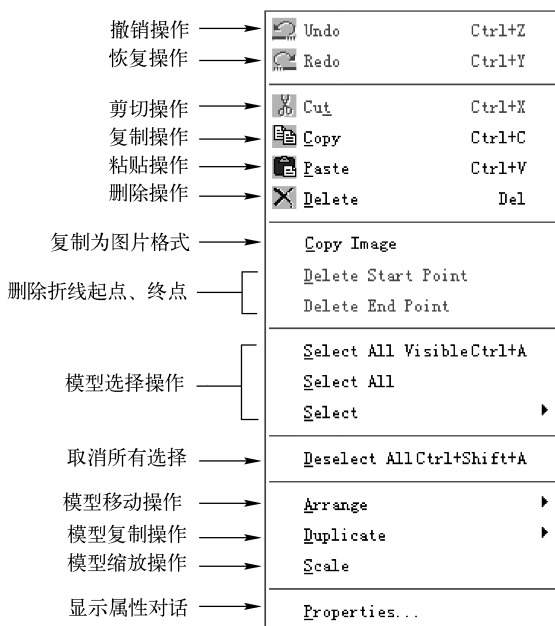 撤销操作 Undo Ctrl+Z
恢复操作 Redo Ctrl+Y
剪切操作 Cut Ctrl+X
复制操作 Copy Ctrl+C
粘贴操作 Paste Ctrl+V
删除操作 Delete Del
复制为图片格式 Copy Image
删除折线起点、终点 Delete Start Point
Delete End Point
Select All VisibleCtrl+A
模型选择操作 Select All
Select
取消所有选择 Deselect AllCtrl+Shift+A
模型移动操作 Arrange
模型复制操作 Duplicate
模型缩放操作 Scale
显示属性对话 Properties...